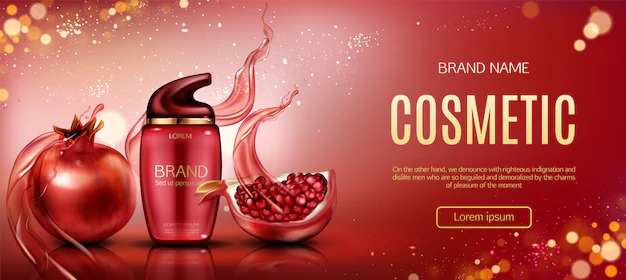 LOREM
BRAND
Sed ut perspici
BRAND NAME
COSMETIC
On the other hand, we denounce with righteous indignation and
dislike men who are so beguiled and demoralized by the charms
of pleasure of the moment
Lorem ipsum